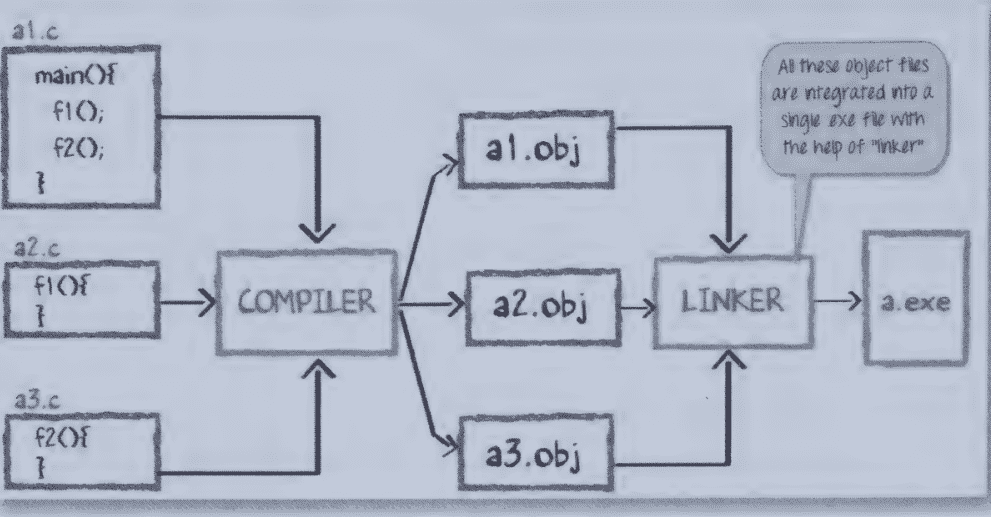 a1.c
main(){
f1();
f2();
}
a2.c
f1(){
}
a3.c
f2(){
}
COMPILER
a1.obj
a2.obj
a3.obj
LINKER
All these object files
are integrated into a
single exe file with
the help of "linker"
a.exe